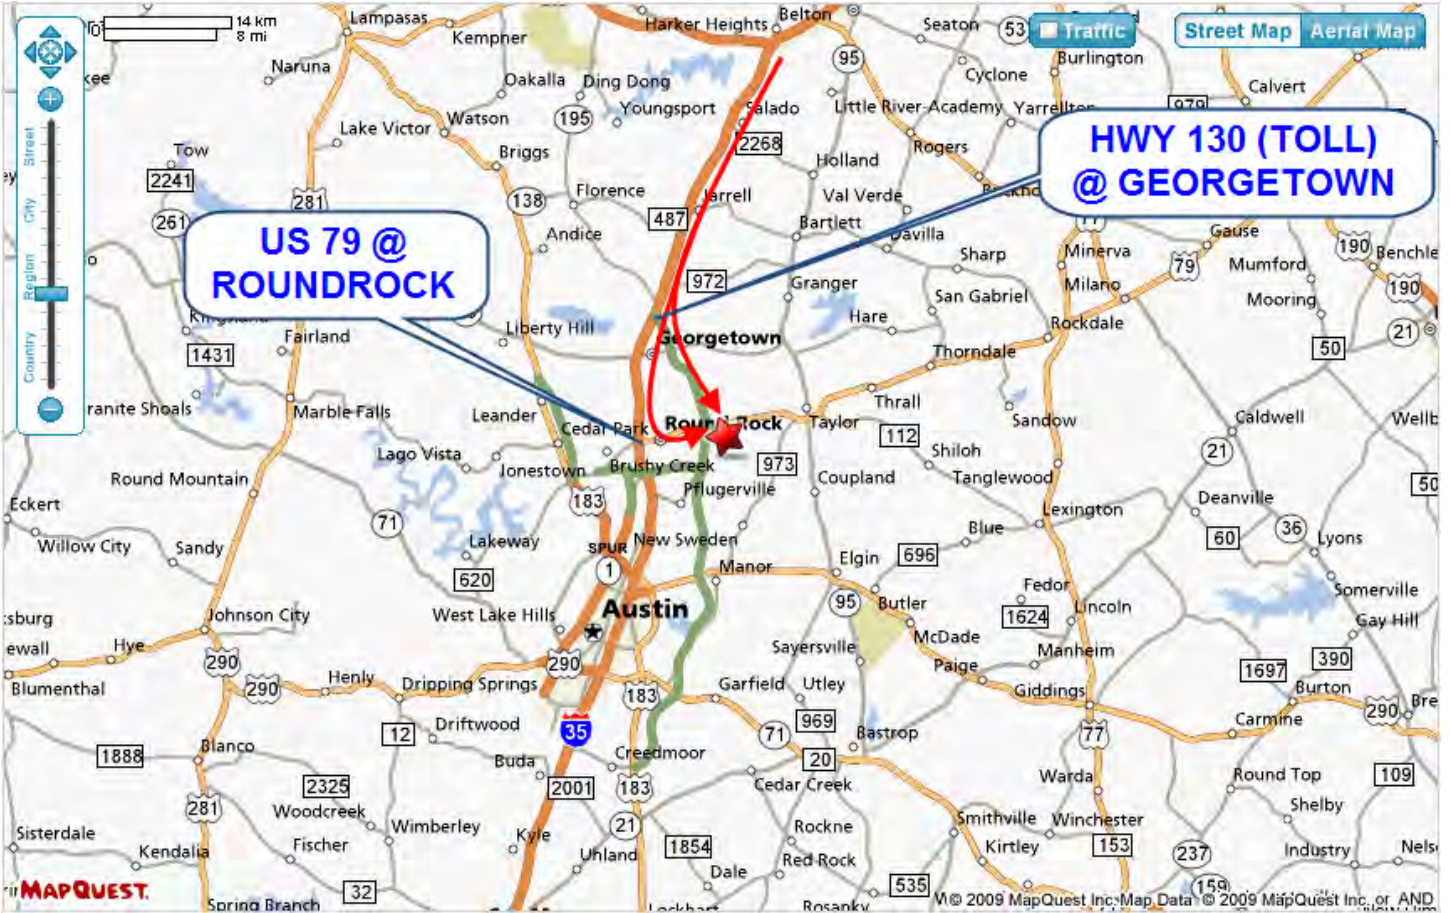 14 km
8 mi
Lampasas
Kempner
Harker Heights
Belton
Seaton
53
Traffic
Street Map
Aerial Map
Naruna
Oakalla
Ding Dong
95
Cyclone
Burlington
Calvert
Youngsport
Salado
Little River-Academy
979
Lake Victor
Watson
195
2268
Rogers
HWY 130 (TOLL)
@ GEORGETOWN
Street
Tow
Briggs
Holland
2241
Florence
Jarrell
Val Verde
City
281
138
487
Bartlett
261
Andice
Davilla
Gause
US 79 @
ROUNDROCK
Sharp
Minerva
79
190
Mumford
Region
972
Granger
San Gabriel
Milano
Mooring
190
Liberty Hill
Hare
Rockdale
21
Fairland
Georgetown
1431
Thorndale
50
Country
Marble Falls
Leander
Round Rock
Thrall
Sandow
Caldwell
Cedar Park
Taylor
112
Lago Vista
Jonestown
Brushy Creek
973
Shiloh
21
Round Mountain
Pflugerville
Coupland
Tanglewood
Eckert
183
Deanville
71
Lexington
36
Willow City
Sandy
Lakeway
SPUR
New Sweden
Blue
60
Lyons
620
1
Manor
Elgin
696
Somerville
Johnson City
West Lake Hills
Austin
95
Butler
Fedor
1624
Lincoln
Gay Hill
Hye
McDade
290
290
Sayersville
Paige
Manheim
1697
390
Blumenthal
290
Henly
Dripping Springs
183
Garfield
Utley
Giddings
Burton
290
12
Driftwood
35
71
969
Bastrop
77
Carmine
1888
Blanco
Buda
Creedmoor
20
2325
2001
183
Cedar Creek
Warda
Round Top
109
281
Woodcreek
Wimberley
Kyle
21
Rockne
Smithville
Winchester
Shelby
Sisterdale
Fischer
1854
Kirtley
153
237
Industry
Kendalia
Uhland
Dale
Red Rock
MAPQUEST.
32
Spring Branch
535
Rosanky
159
© 2009 MapQuest Inc. Map Data © 2009 MapQuest Inc. or AND